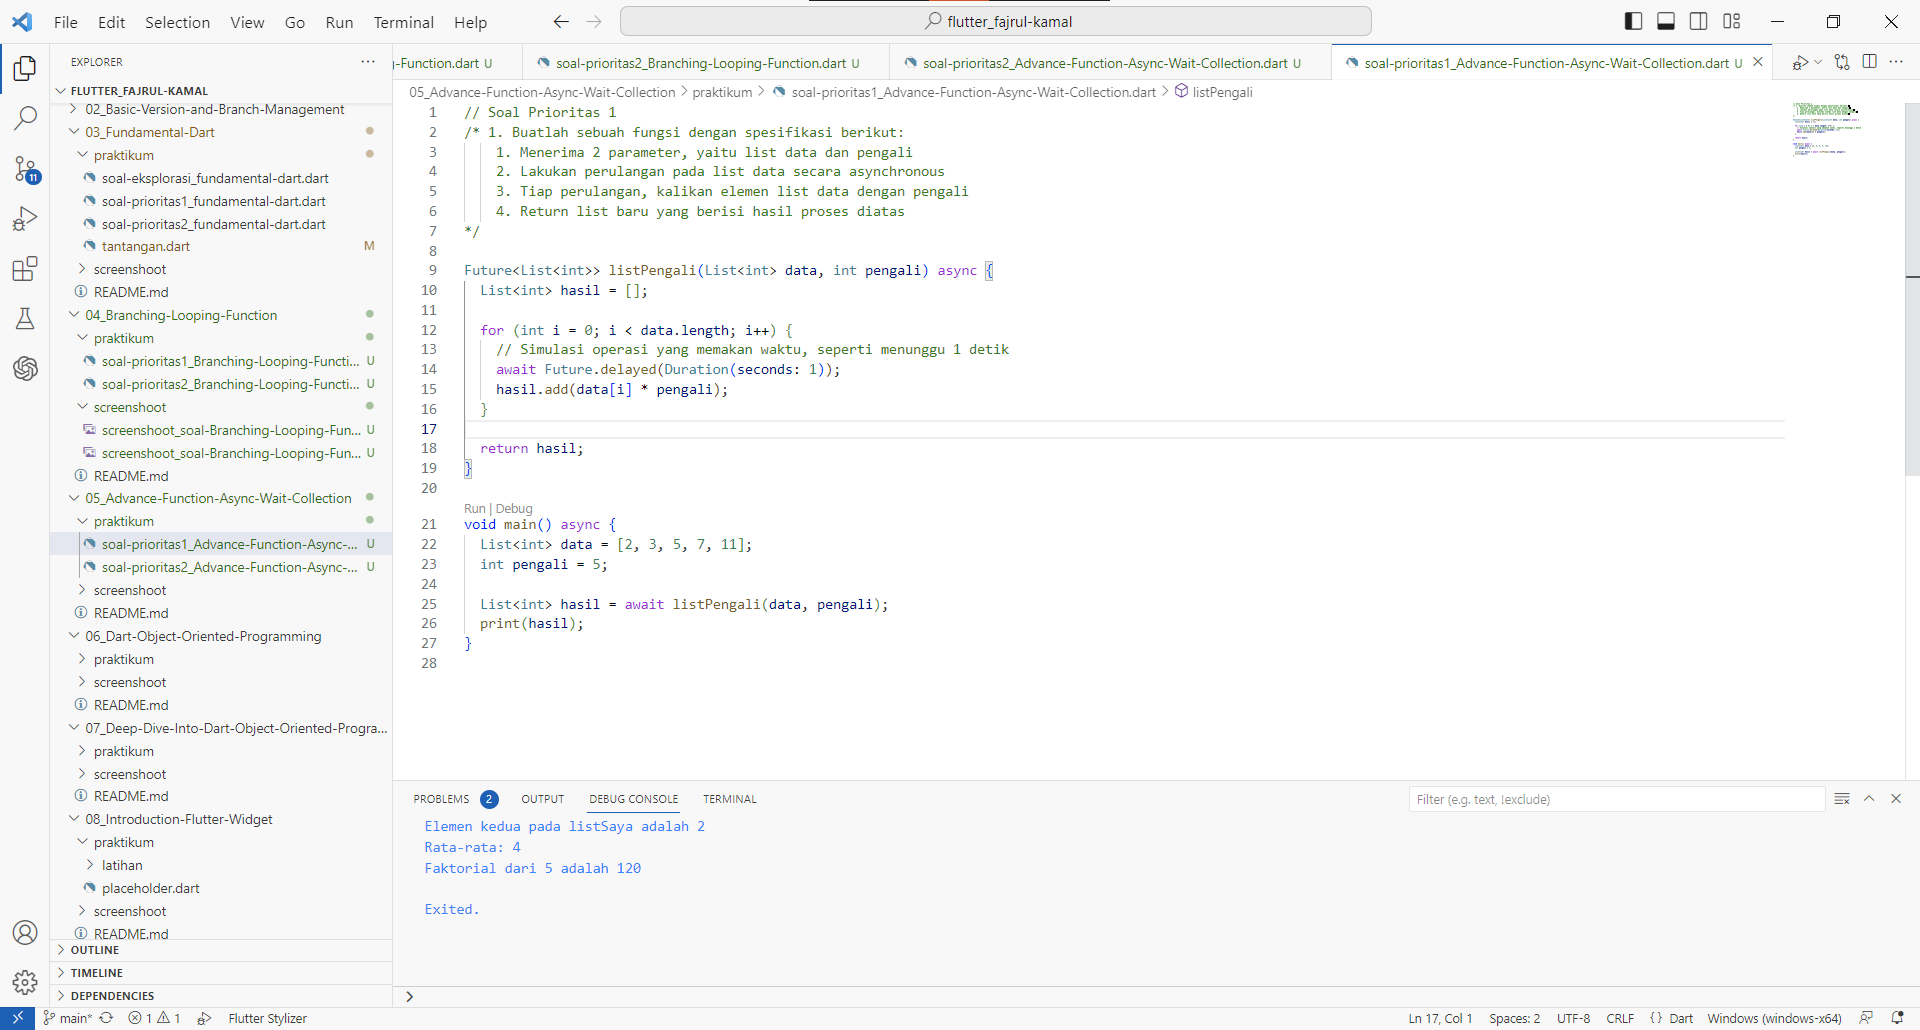 File Edit Selection View Go Run Terminal Help
flutter_fajrul-kamal
EXPLORER
FLUTTER_FAJRUL-KAMAL
02_Basic-Version-and-Branch-Management
03_Fundamental-Dart
praktikum
soal-eksplorasi_fundamental-dart.dart
soal-prioritas1_fundamental-dart.dart
soal-prioritas2_fundamental-dart.dart
tantangan.dart M
screenshoot
README.md
04_Branching-Looping-Function
praktikum
soal-prioritas1_Branching-Looping-Functi... U
soal-prioritas2_Branching-Looping-Functi... U
screenshoot
screenshoot_soal-Branching-Looping-Fun... U
screenshoot_soal-Branching-Looping-Fun... U
README.md
05_Advance-Function-Async-Wait-Collection
praktikum
soal-prioritas1_Advance-Function-Async-... U
soal-prioritas2_Advance-Function-Async-... U
screenshoot
README.md
06_Dart-Object-Oriented-Programming
praktikum
screenshoot
README.md
07_Deep-Dive-Into-Dart-Object-Oriented-Progra...
praktikum
screenshoot
README.md
08_Introduction-Flutter-Widget
praktikum
latihan
placeholder.dart
screenshoot
README.md
OUTLINE
TIMELINE
DEPENDENCIES
11
g-Function.dart U
soal-prioritas2_Branching-Looping-Function.dart U
soal-prioritas2_Advance-Function-Async-Wait-Collection.dart U
soal-prioritas1_Advance-Function-Async-Wait-Collection.dart U
05_Advance-Function-Async-Wait-Collection > praktikum > soal-prioritas1_Advance-Function-Async-Wait-Collection.dart > listPengali
1 // Soal Prioritas 1
2 /* 1. Buatlah sebuah fungsi dengan spesifikasi berikut:
3 1. Menerima 2 parameter, yaitu list data dan pengali
4 2. Lakukan perulangan pada list data secara asynchronous
5 3. Tiap perulangan, kalikan elemen list data dengan pengali
6 4. Return list baru yang berisi hasil proses diatas
7 */
8
9 Future<List<int>> listPengali(List<int> data, int pengali) async {
10 List<int> hasil = [];
11
12 for (int i = 0; i < data.length; i++) {
13 // Simulasi operasi yang memakan waktu, seperti menunggu 1 detik
14 await Future.delayed(Duration(seconds: 1));
15 hasil.add(data[i] * pengali);
16 }
17
18 return hasil;
19 }
20
Run | Debug
21 void main() async {
22 List<int> data = [2, 3, 5, 7, 11];
23 int pengali = 5;
24
25 List<int> hasil = await listPengali(data, pengali);
26 print(hasil);
27 }
28
PROBLEMS 2 OUTPUT DEBUG CONSOLE TERMINAL
Filter (e.g. text, !exclude)
Elemen kedua pada listSaya adalah 2
Rata-rata: 4
Faktorial dari 5 adalah 120
Exited.
main* 1 1 Flutter Stylizer
Ln 17, Col 1 Spaces: 2 UTF-8 CRLF {} Dart Windows (windows-x64)